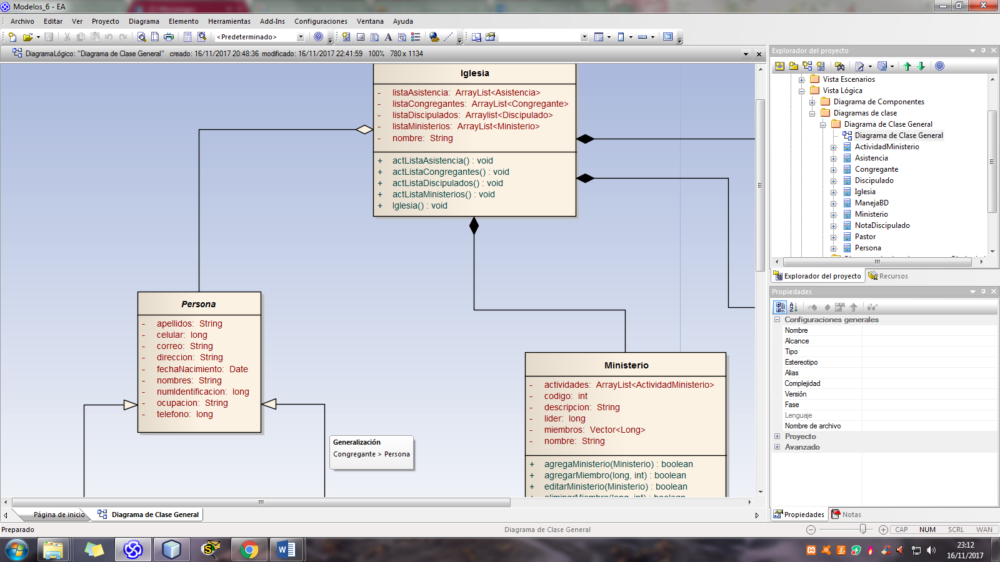 Modelos_6 - EA
Archivo Editar Ver Proyecto Diagrama Elemento Herramientas Add-Ins Configuraciones Ventana Ayuda
<Predeterminado>
DiagramaLógico: "Diagrama de Clase General" creado: 16/11/2017 20:48:36 modificado: 16/11/2017 22:41:59 100% 780 x 1134
Iglesia
- listaAsistencia: ArrayList<Asistencia>
- listaCongregantes: ArrayList<Congregante>
- listaDiscipulados: Arraylist<Discipulado>
- listaMinisterios: ArrayList<Ministerio>
- nombre: String
+ actListaAsistencia() : void
+ actListaCongregantes() : void
+ actListaDiscipulados() : void
+ actListaMinisterios() : void
+ Iglesia() : void
Persona
- apellidos: String
- celular: long
- correo: String
- direccion: String
- fechaNacimiento: Date
- nombres: String
- numIdentificacion: long
- ocupacion: String
- telefono: long
Generalización
Congregante > Persona
Ministerio
- actividades: ArrayList<ActividadMinisterio>
- codigo: int
- descripcion: String
- lider: long
- miembros: Vector<Long>
- nombre: String
+ agregaMinisterio(Ministerio) : boolean
+ agregarMiembro(long, int) : boolean
+ editarMinisterio(Ministerio) : boolean
+ eliminarMiembro(long, int) : boolean
Explorador del proyecto
Vista Escenarios
Vista Lógica
Diagrama de Componentes
Diagramas de clase
Diagrama de Clase General
Diagrama de Clase General
ActividadMinisterio
Asistencia
Congregante
Discipulado
Iglesia
ManejaBD
Ministerio
NotaDiscipulado
Pastor
Persona
Explorador del proyecto Recursos
Propiedades
Configuraciones generales
Nombre
Alcance
Tipo
Estereotipo
Alias
Complejidad
Versión
Fase
Lenguaje
Nombre de archivo
Proyecto
Avanzado
Propiedades Notas
Página de inicio Diagrama de Clase General
Preparado Diagrama de Clase General CAP NUM SCRL WAN
23:12
16/11/2017